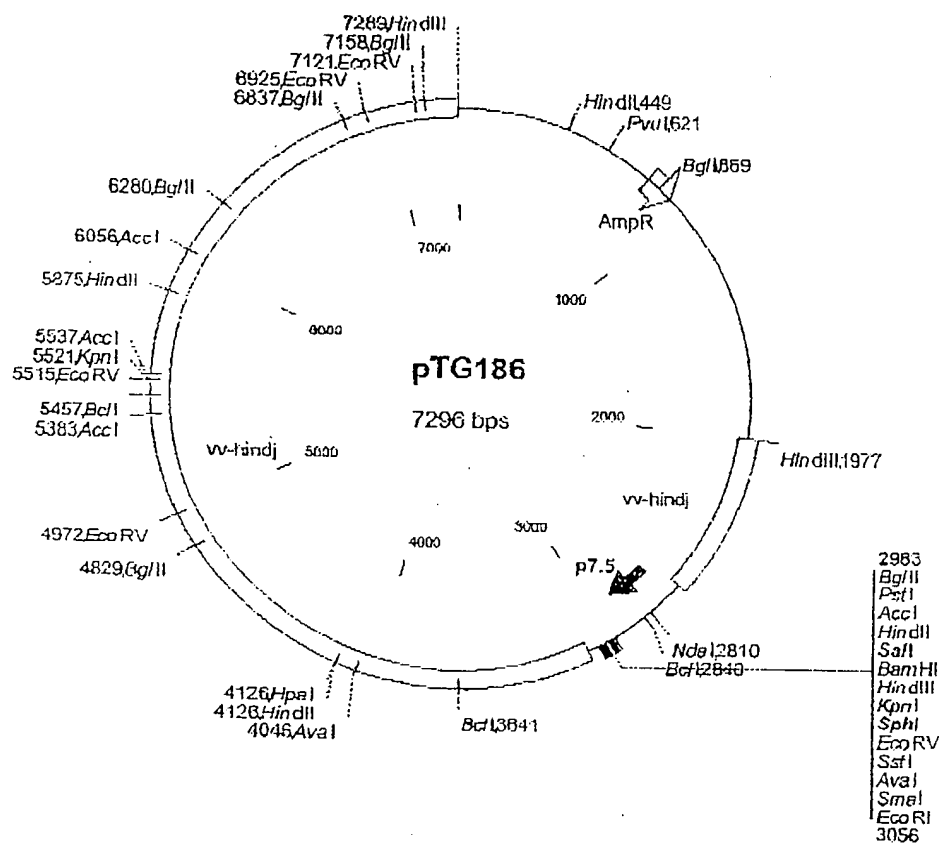 7289,HindIII
7158,BglII
7121,EcoRV
6925,EcoRV
6837,BglII
HindII,449
PvuI,621
BglI,869
AmpR
6280,BglII
6056,AccI
5875,HindII
7000
1000
6000
5537,AccI
5521,KpnI
5515,EcoRV
5457,BclI
5383,AccI
pTG186
7296 bps
2000
vv-hindj
5000
HindIII,1977
vv-hindj
3000
4972,EcoRV
4829,BglII
4000
p7.5
2983
BglII
PstI
AccI
HindII
SalI
BamHI
HindIII
KpnI
SphI
EcoRV
SstI
AvaI
SmaI
EcoRI
3056
NdeI,2810
BclI,2840
4126,HpaI
4126,HindII
4046,AvaI
BclI,3641